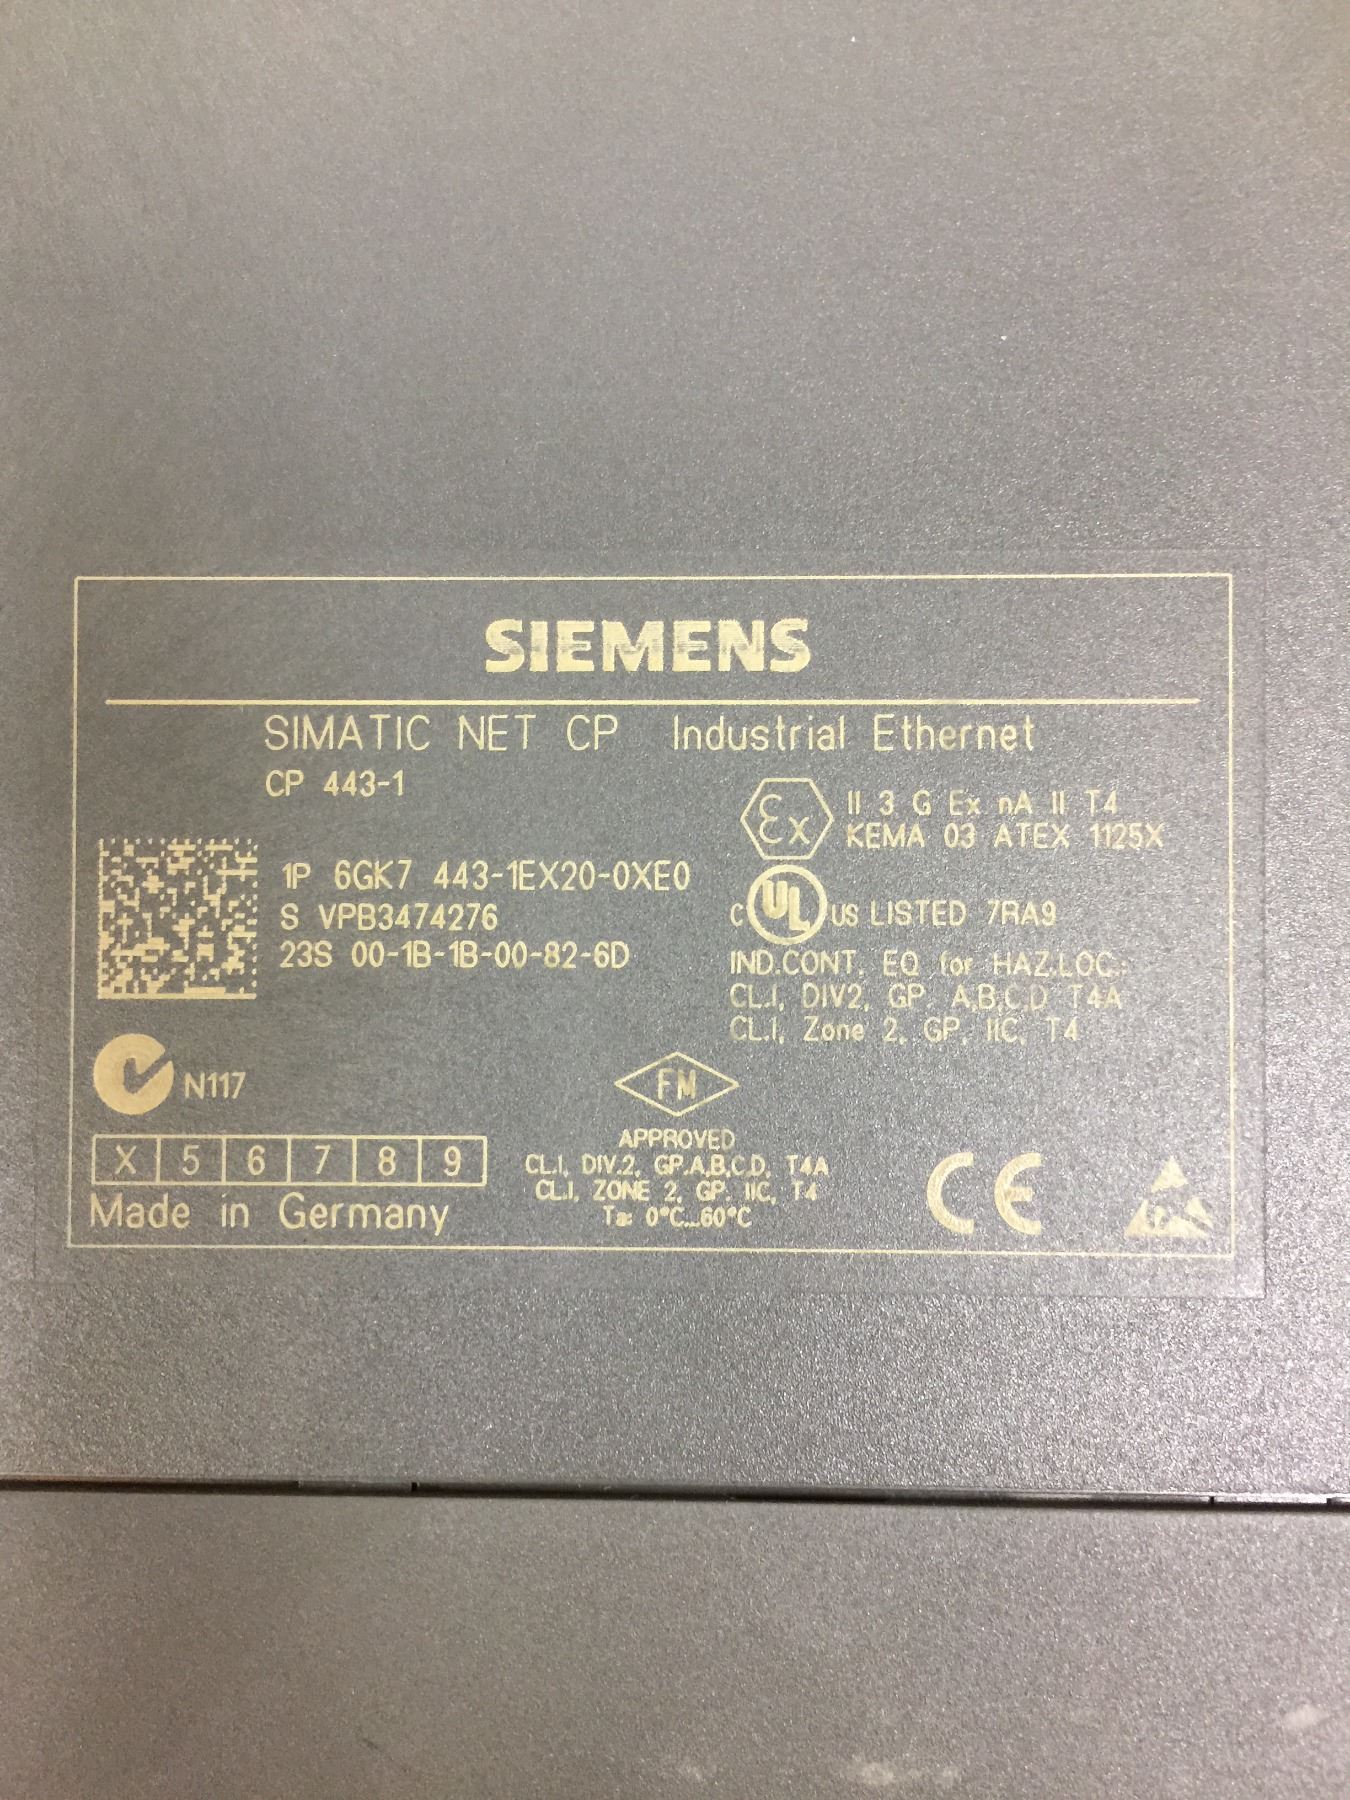 SIEMENS
SIMATIC NET CP Industrial Ethernet
CP 443-1
Ex II 3 G Ex nA II T4
KEMA 03 ATEX 1125X
1P 6GK7 443-1EX20-0XE0
S VPB3474276
23S 00-1B-1B-00-82-6D
C UL US LISTED 7RA9
IND.CONT. EQ for HAZ.LOC.:
CL.I, DIV2, GP. A,B,C,D T4A
CL.I, Zone 2, GP. IIC, T4
N117
FM
APPROVED
CL.I, DIV.2, GP.A,B,C,D, T4A
CL.I, ZONE 2, GP. IIC, T4
Ta: 0°C...60°C
X 5 6 7 8 9
Made in Germany
CE